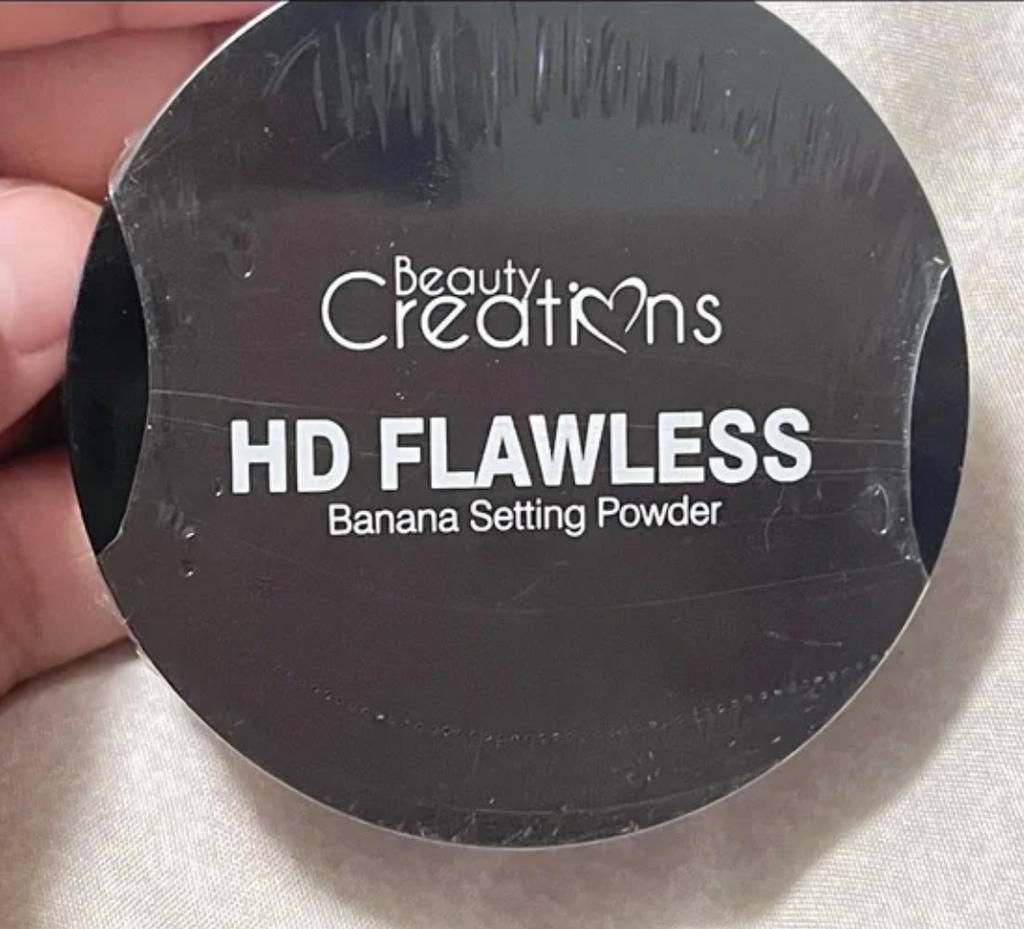 Beauty
Creations
HD FLAWLESS
Banana Setting Powder